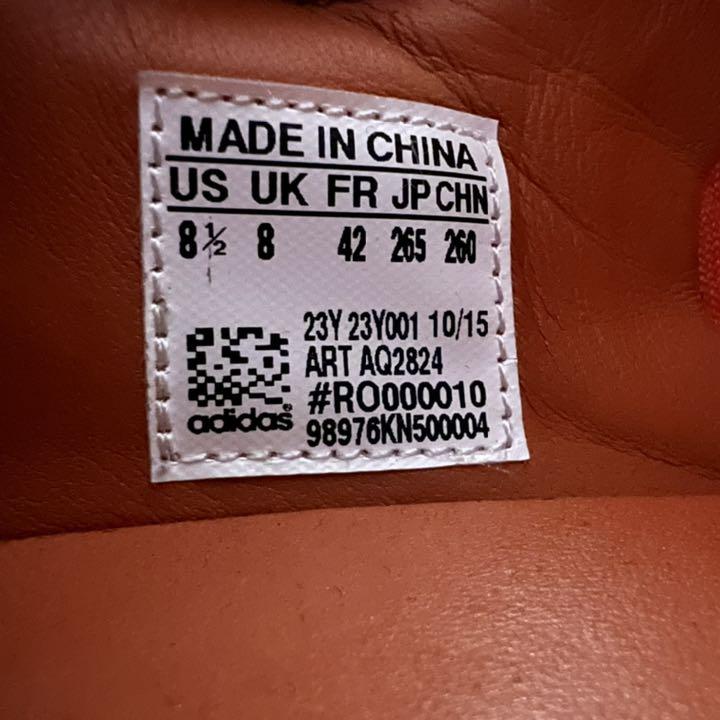 MADE IN CHINA
US UK FR JP CHN
8½ 8 42 265 260
23Y 23Y001 10/15
ART AQ2824
#RO000010
98976KN500004
adidas®